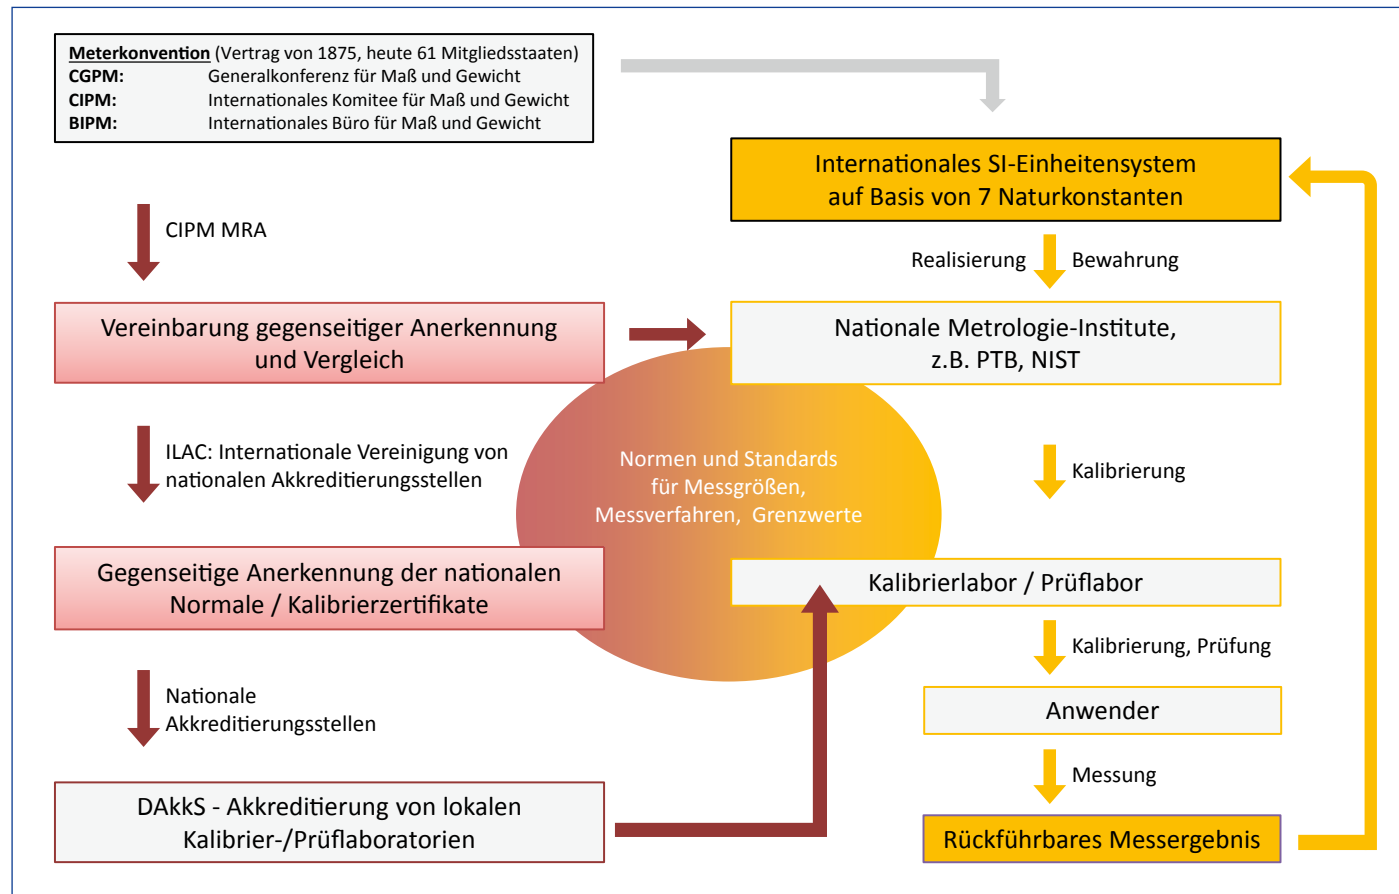 Meterkonvention (Vertrag von 1875, heute 61 Mitgliedsstaaten)
CGPM: Generalkonferenz für Maß und Gewicht
CIPM: Internationales Komitee für Maß und Gewicht
BIPM: Internationales Büro für Maß und Gewicht
Internationales SI-Einheitensystem
auf Basis von 7 Naturkonstanten
CIPM MRA
Realisierung
Bewahrung
Vereinbarung gegenseitiger Anerkennung
und Vergleich
Nationale Metrologie-Institute,
z.B. PTB, NIST
ILAC: Internationale Vereinigung von
nationalen Akkreditierungsstellen
Normen und Standards
für Messgrößen,
Messverfahren,  Grenzwerte
Kalibrierung
Gegenseitige Anerkennung der nationalen
Normale / Kalibrierzertifikate
Kalibrierlabor / Prüflabor
Nationale
Akkreditierungsstellen
Kalibrierung, Prüfung
Anwender
Messung
DAkkS - Akkreditierung von lokalen
Kalibrier-/Prüflaboratorien
Rückführbares Messergebnis